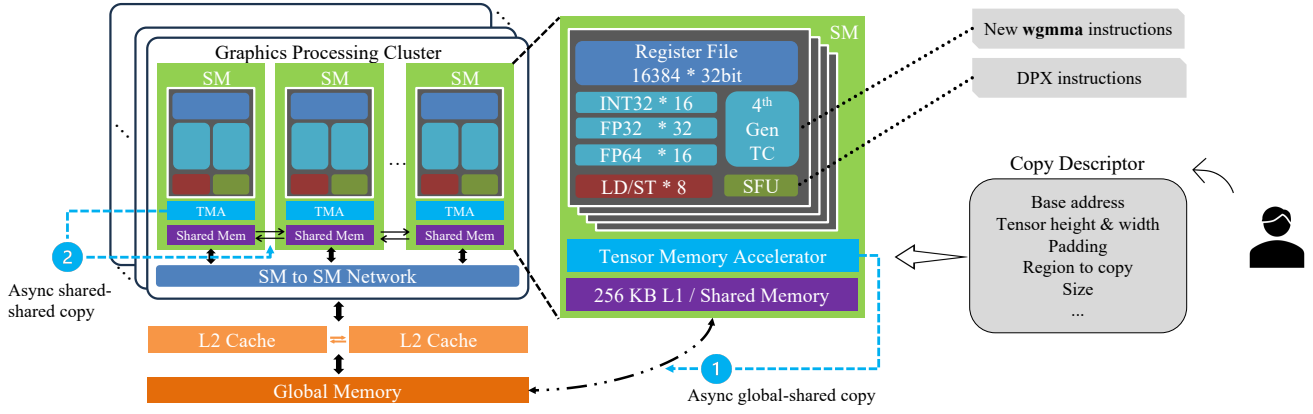 Graphics Processing Cluster
SM
SM
SM
...
TMA
TMA
TMA
Shared Mem
Shared Mem
Shared Mem
SM to SM Network
2
Async shared-
shared copy
L2 Cache
L2 Cache
Global Memory
SM
Register File
16384 * 32bit
INT32 * 16
FP32 * 32
FP64 * 16
4th
Gen
TC
LD/ST * 8
SFU
Tensor Memory Accelerator
256 KB L1 / Shared Memory
1
Async global-shared copy
New wgmma instructions
DPX instructions
Copy Descriptor
Base address
Tensor height & width
Padding
Region to copy
Size
...